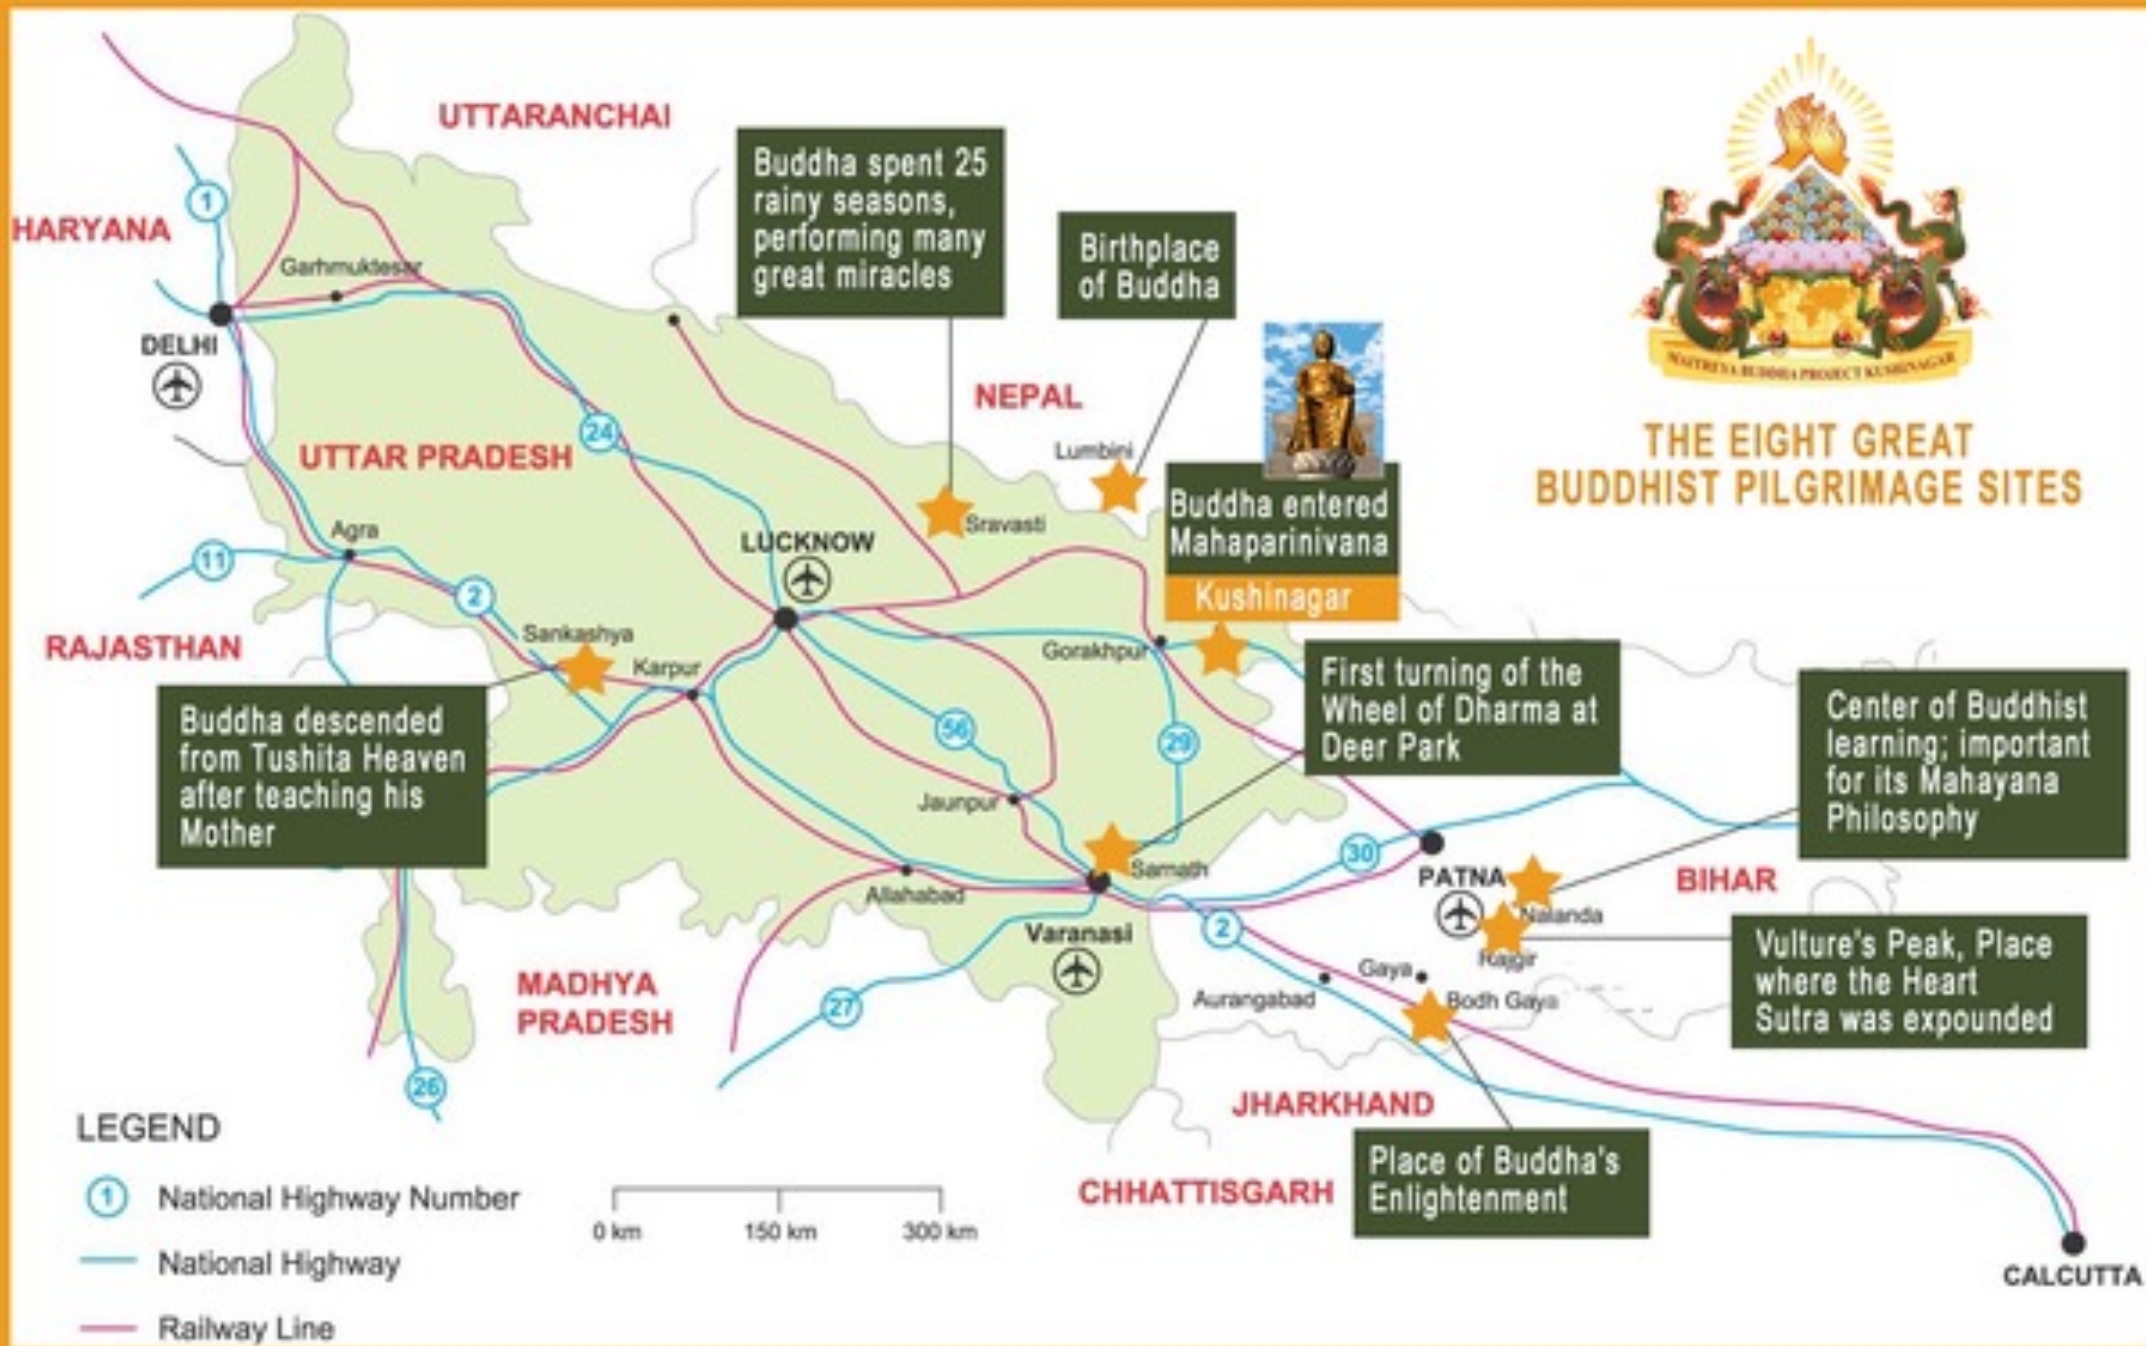 UTTARANCHAI
HARYANA
1
Garhmuktesar
DELHI
Buddha spent 25
rainy seasons,
performing many
great miracles
Birthplace
of Buddha
MAITREYA BUDDHA PROJECT KUSHINAGAR
THE EIGHT GREAT
BUDDHIST PILGRIMAGE SITES
NEPAL
Lumbini
UTTAR PRADESH
24
Sravasti
Buddha entered
Mahaparinivana
Kushinagar
Agra
11
2
LUCKNOW
RAJASTHAN
Sankashya
Karpur
Gorakhpur
Buddha descended
from Tushita Heaven
after teaching his
Mother
56
29
First turning of the
Wheel of Dharma at
Deer Park
Center of Buddhist
learning; important
for its Mahayana
Philosophy
Jaunpur
30
Sarnath
Allahabad
PATNA
BIHAR
Nalanda
Varanasi
2
Rajgir
Vulture's Peak, Place
where the Heart
Sutra was expounded
MADHYA
PRADESH
27
Gaya
Aurangabad
Bodh Gaya
26
JHARKHAND
CHHATTISGARH
Place of Buddha's
Enlightenment
CALCUTTA
LEGEND
1 National Highway Number
National Highway
Railway Line
0 km 150 km 300 km